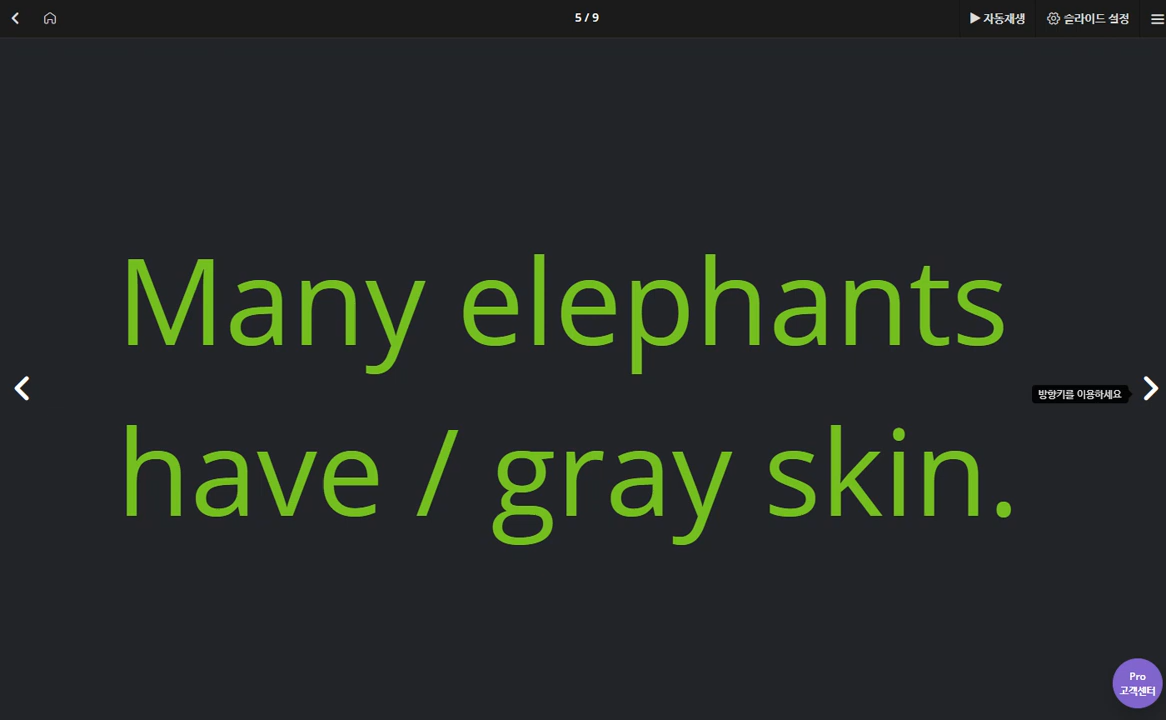 5 / 9
▶ 자동재생
슬라이드 설정
Many elephants
have / gray skin.
방향키를 이용하세요
Pro
고객센터